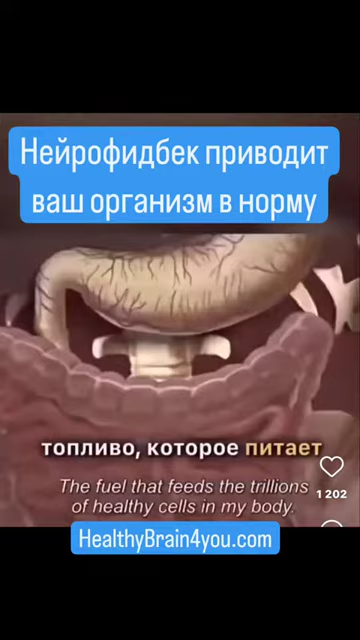 Нейрофидбек приводит
ваш организм в норму
топливо, которое питает
The fuel that feeds the trillions
of healthy cells in my body.
1 202
HealthyBrain4you.com